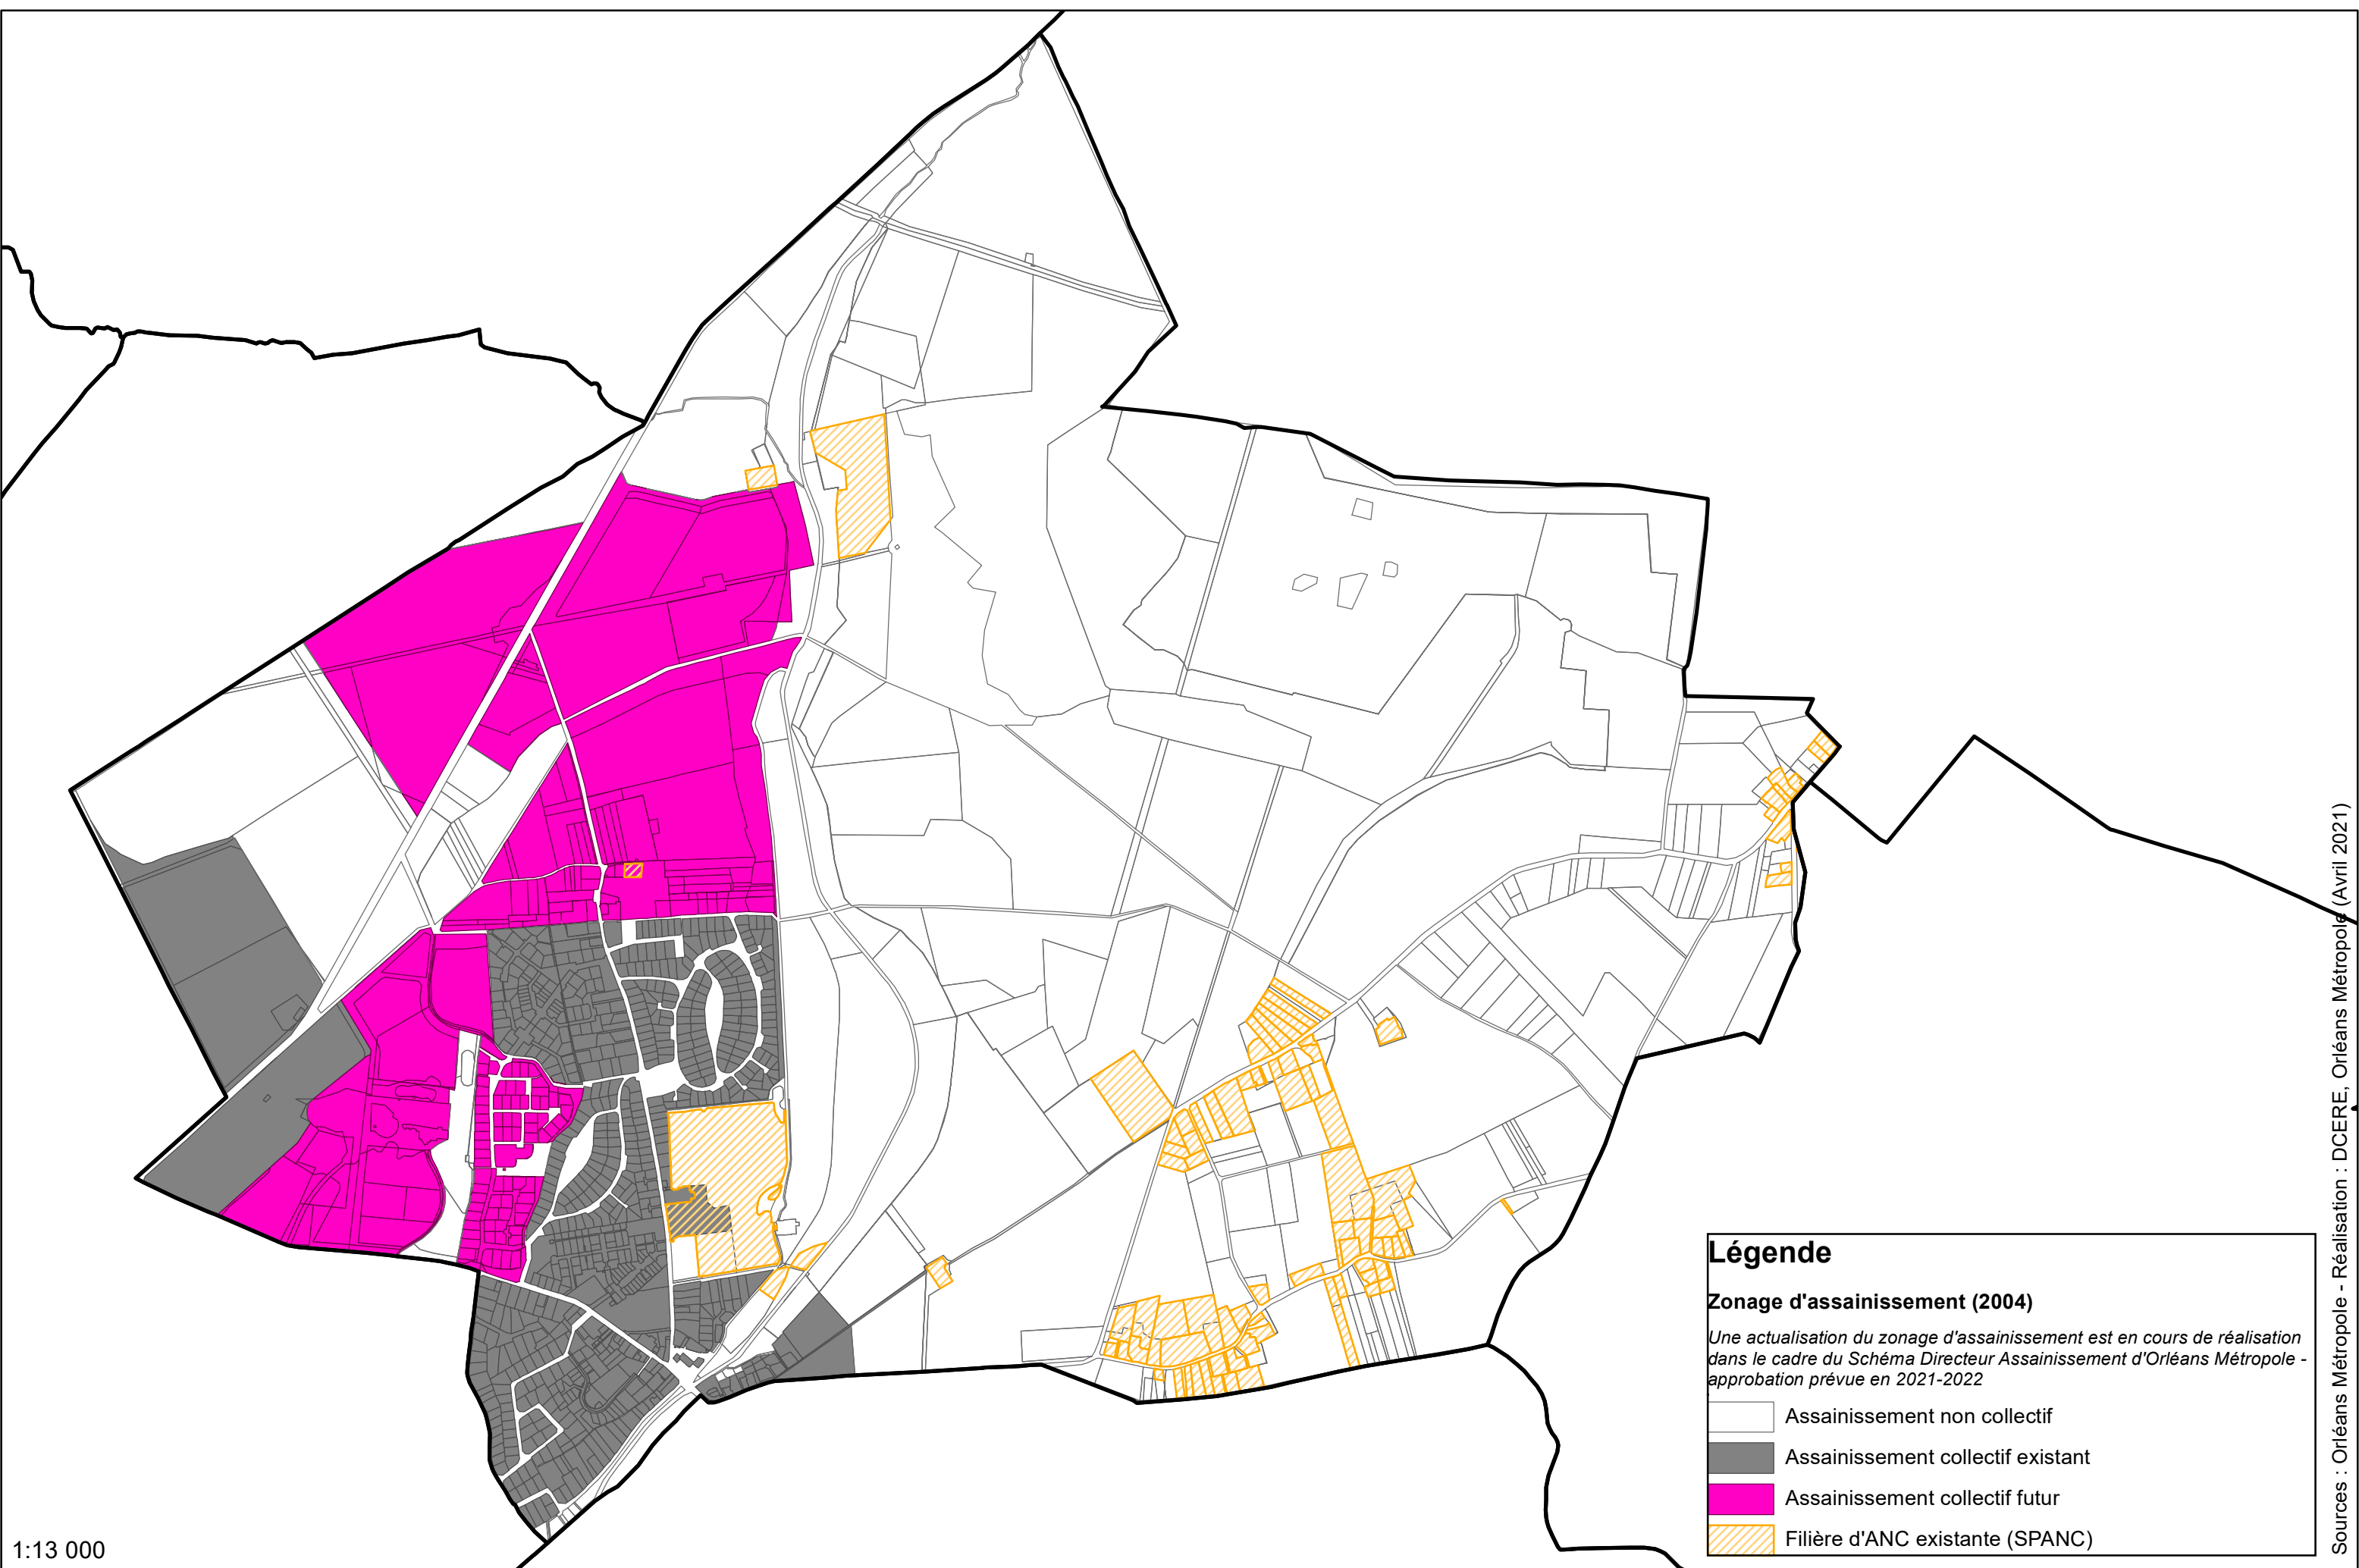 Légende
Zonage d'assainissement (2004)
Une actualisation du zonage d'assainissement est en cours de réalisation
dans le cadre du Schéma Directeur Assainissement d'Orléans Métropole -
approbation prévue en 2021-2022
Assainissement non collectif
Assainissement collectif existant
Assainissement collectif futur
Filière d'ANC existante (SPANC)
1:13 000
Sources : Orléans Métropole - Réalisation : DCERE, Orléans Métropole (Avril 2021)